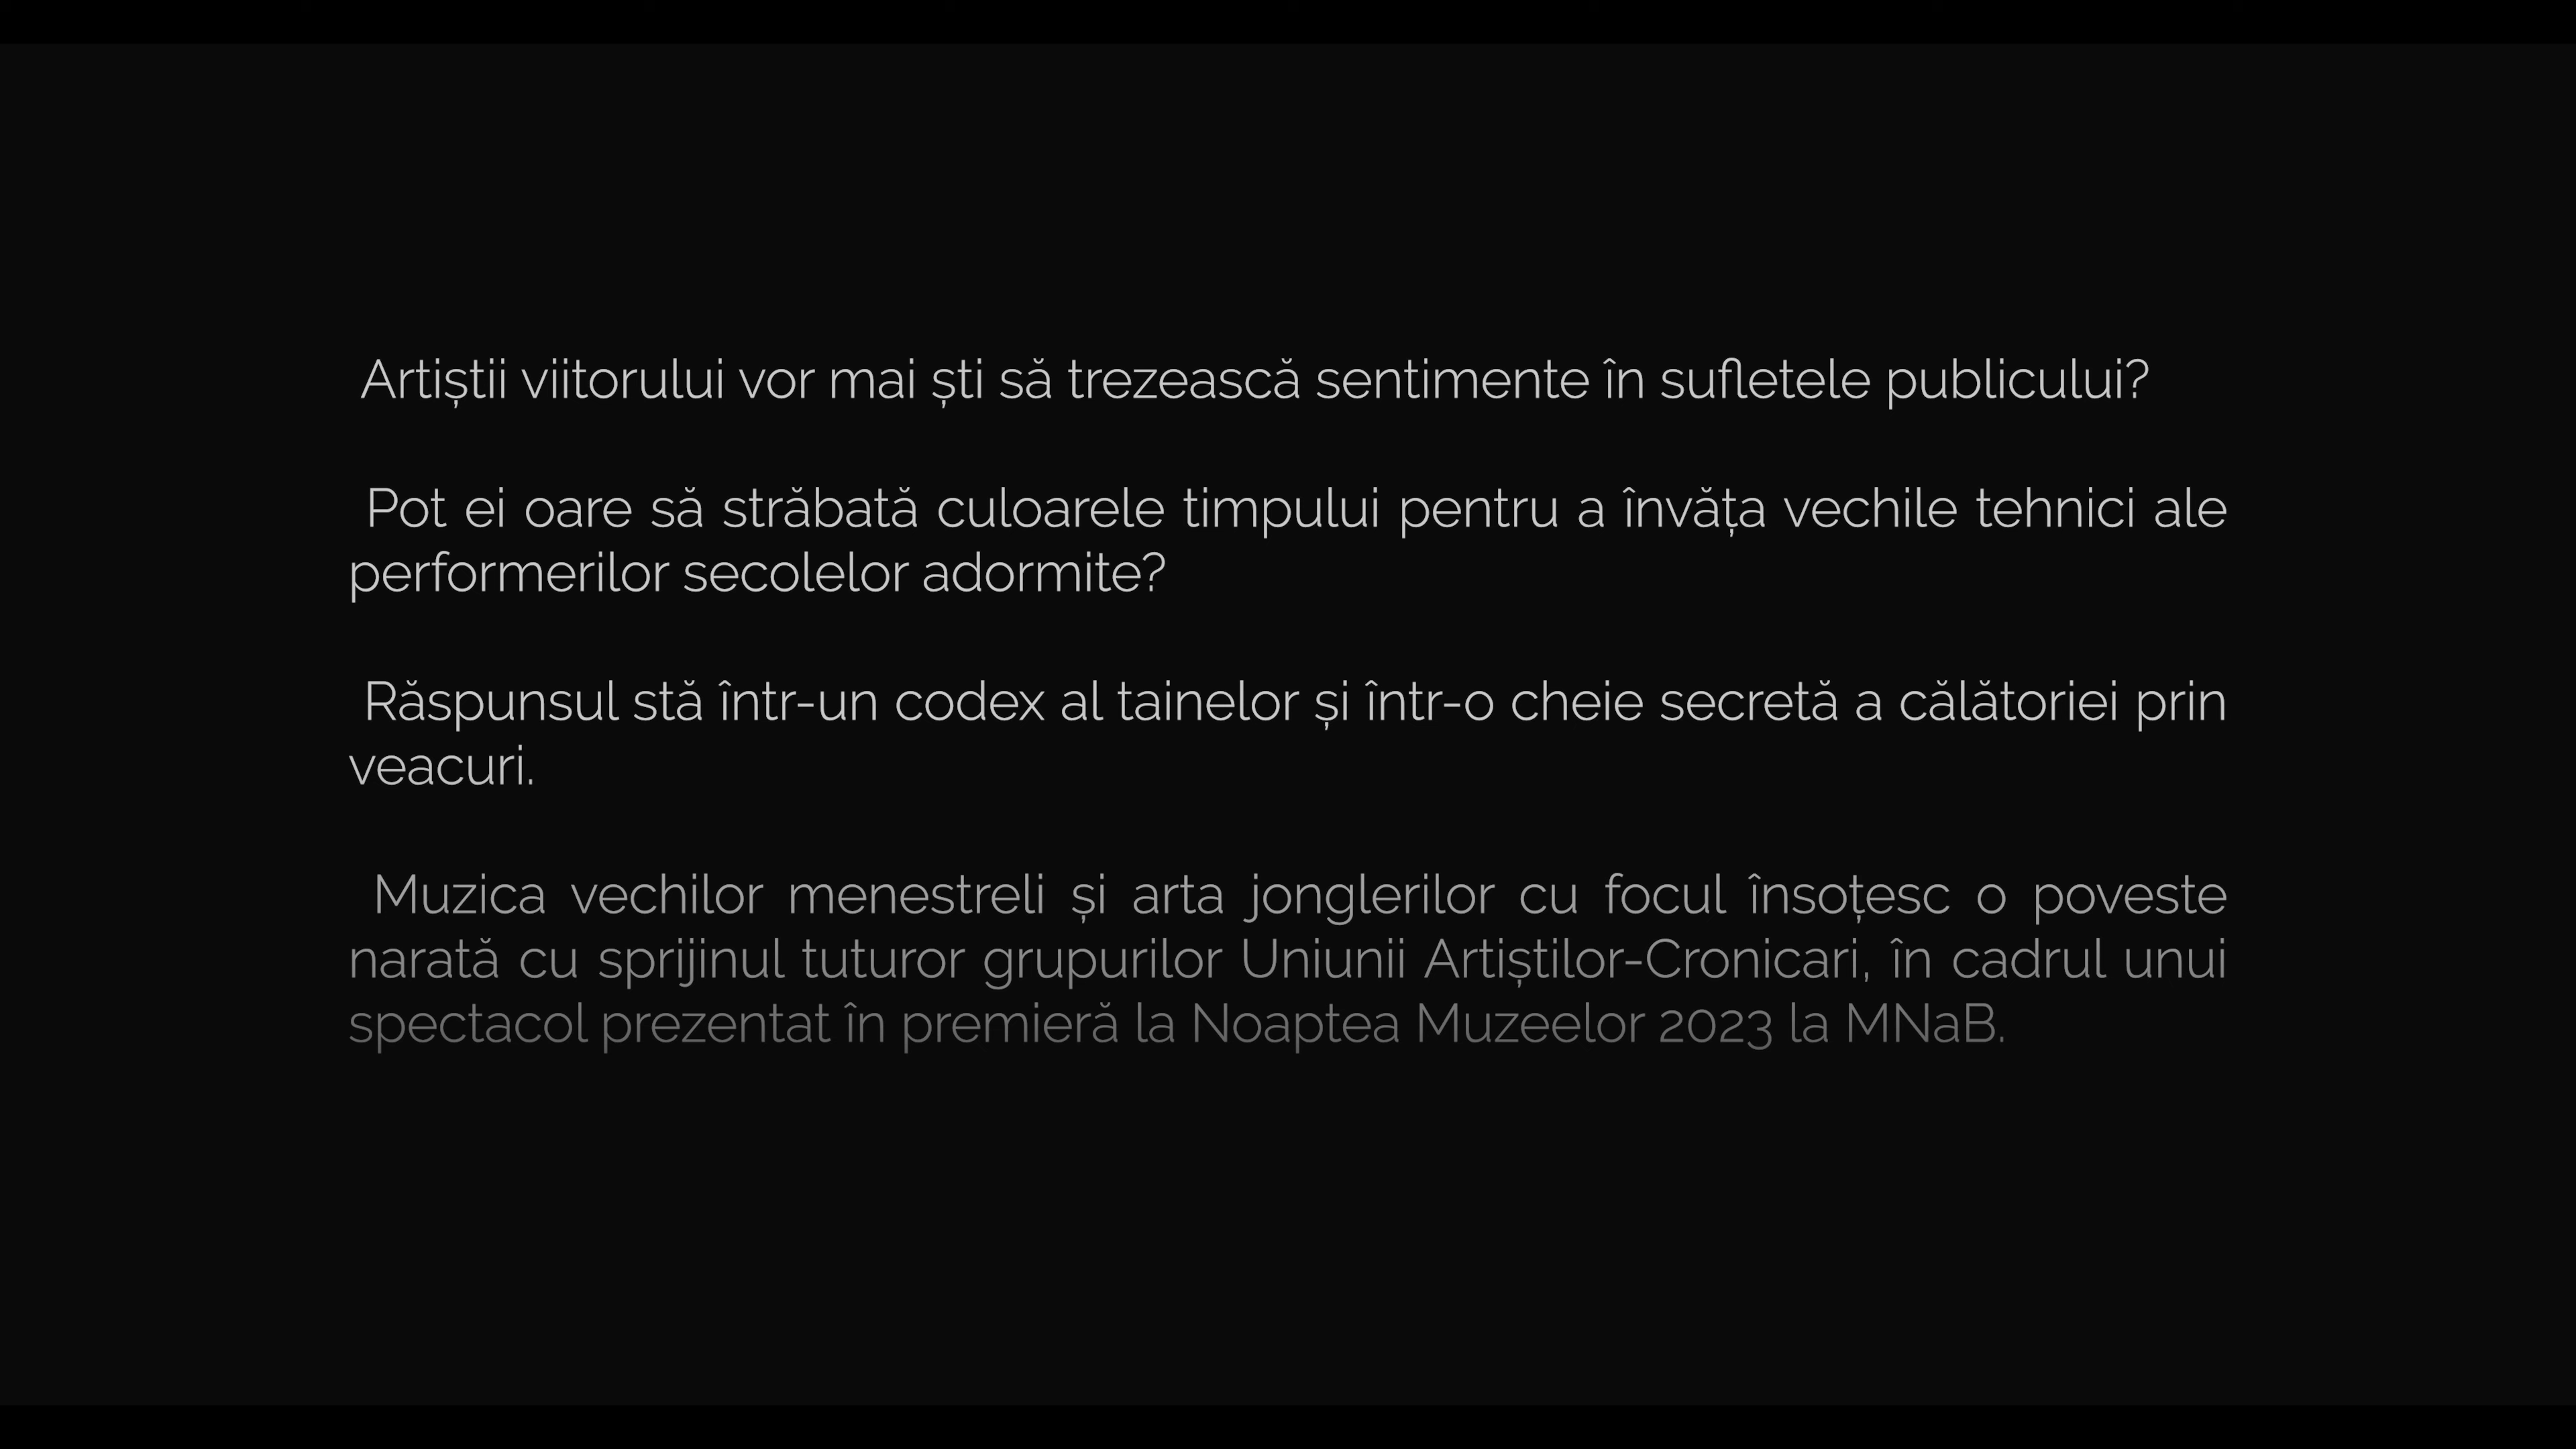 Artiștii viitorului vor mai ști să trezească sentimente în sufletele publicului?
Pot ei oare să străbată culoarele timpului pentru a învăța vechile tehnici ale
performerilor secolelor adormite?
Răspunsul stă într-un codex al tainelor și într-o cheie secretă a călătoriei prin
veacuri.
Muzica vechilor menestreli și arta jonglerilor cu focul însoțesc o poveste
narată cu sprijinul tuturor grupurilor Uniunii Artiștilor-Cronicari, în cadrul unui
spectacol prezentat în premieră la Noaptea Muzeelor 2023 la MNaB.